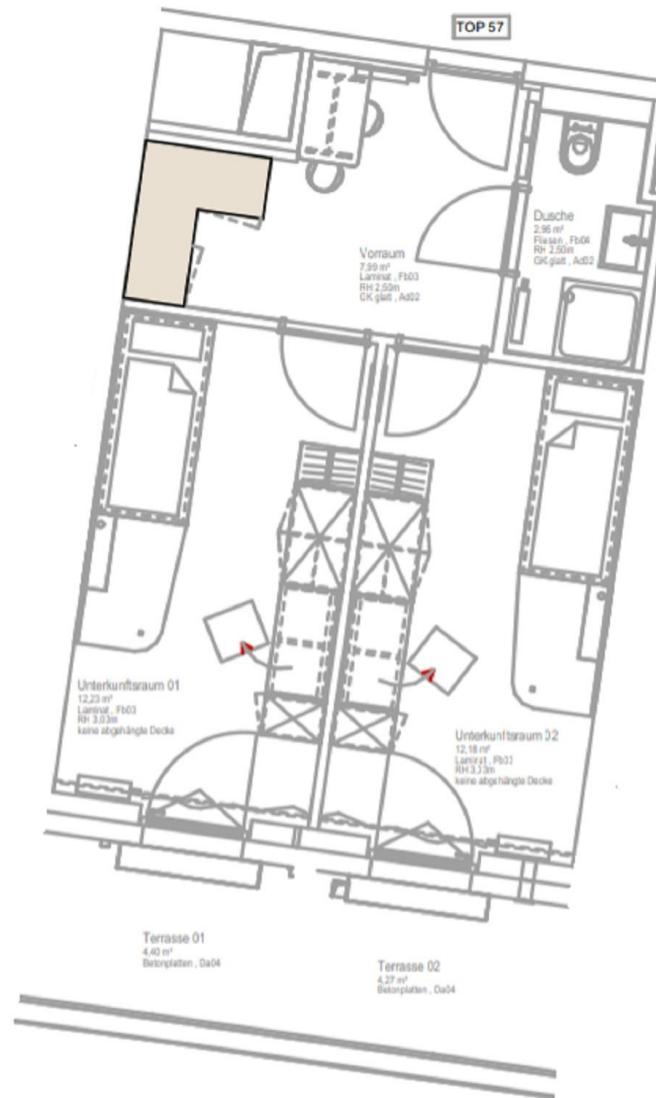 TOP 57
Dusche
2,96 m²
Fliesen , Fb04
RH 2,50m
GK glatt , Ad02
Vorraum
7,99 m²
Laminat , Fb03
RH 2,50m
GK glatt , Ad02
Unterkunftsraum 01
12,23 m²
Laminat , Fb03
RH 3,03m
keine abgehängte Decke
Unterkunftsraum 02
12,18 m²
Laminat , Fb03
RH 3,03m
keine abgehängte Decke
Terrasse 01
4,40 m²
Betonplatten , Da04
Terrasse 02
4,27 m²
Betonplatten , Da04